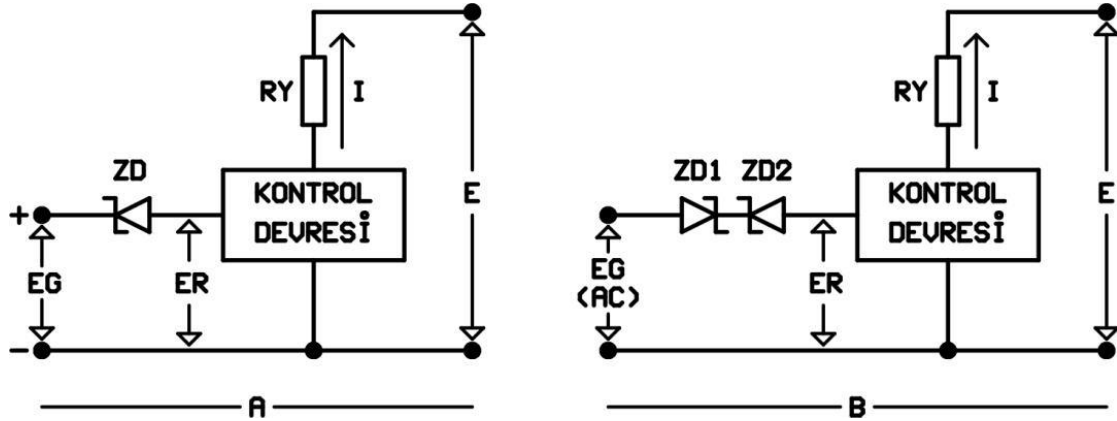 RY
I
ZD
E
KONTROL
DEVRESİ
+
EG
ER
-
A
RY
I
ZD1
ZD2
E
KONTROL
DEVRESİ
EG
(AC)
ER
B